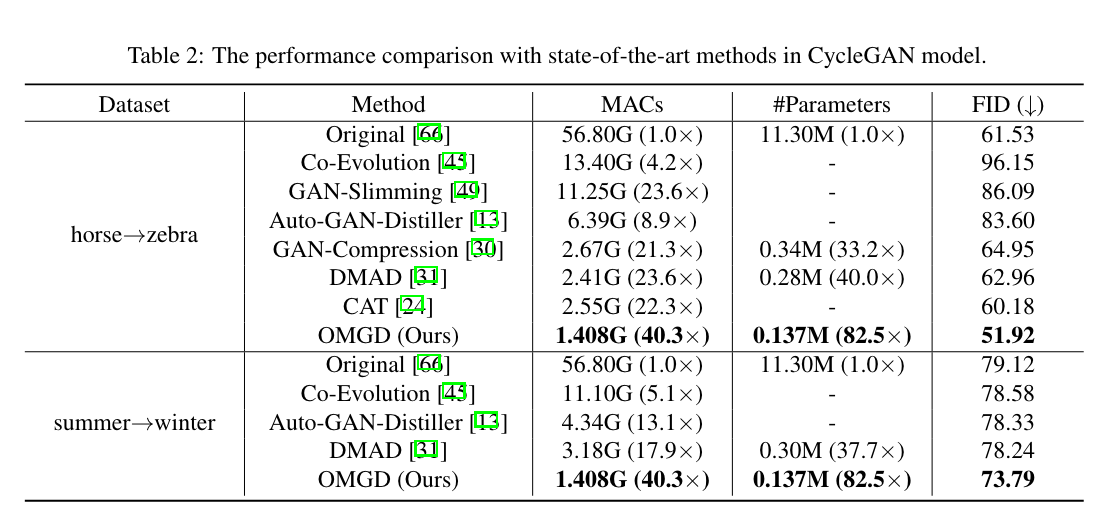 Table 2: The performance comparison with state-of-the-art methods in CycleGAN model.
Dataset Method MACs #Parameters FID (↓)
Original [66] 56.80G (1.0×) 11.30M (1.0×) 61.53
Co-Evolution [45] 13.40G (4.2×) - 96.15
GAN-Slimming [49] 11.25G (23.6×) - 86.09
Auto-GAN-Distiller [13] 6.39G (8.9×) - 83.60
horse→zebra
GAN-Compression [30] 2.67G (21.3×) 0.34M (33.2×) 64.95
DMAD [31] 2.41G (23.6×) 0.28M (40.0×) 62.96
CAT [24] 2.55G (22.3×) - 60.18
OMGD (Ours) 1.408G (40.3×) 0.137M (82.5×) 51.92
Original [66] 56.80G (1.0×) 11.30M (1.0×) 79.12
Co-Evolution [45] 11.10G (5.1×) - 78.58
summer→winter Auto-GAN-Distiller [13] 4.34G (13.1×) - 78.33
DMAD [31] 3.18G (17.9×) 0.30M (37.7×) 78.24
OMGD (Ours) 1.408G (40.3×) 0.137M (82.5×) 73.79